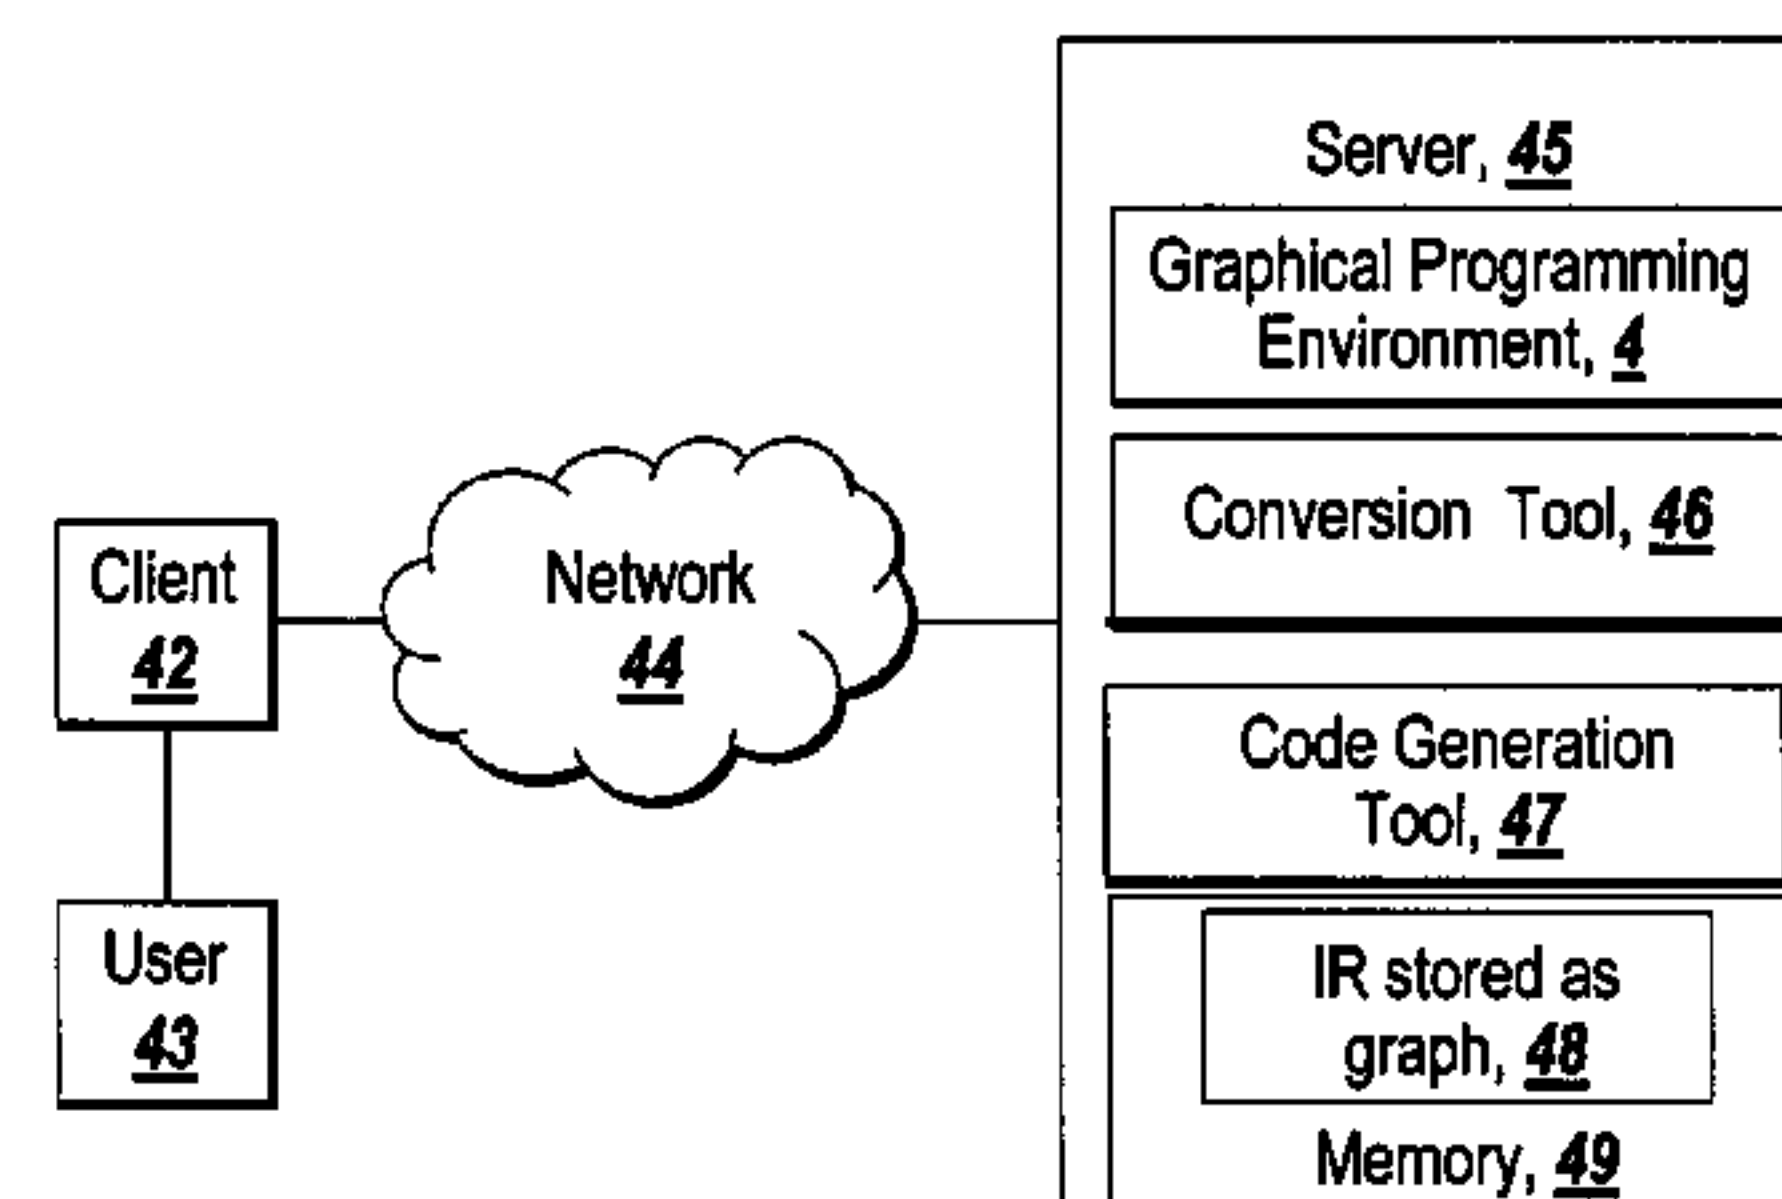 Server, 45
Graphical Programming
Environment, 4
Conversion Tool, 46
Client
42
Network
44
Code Generation
Tool, 47
User
43
IR stored as
graph, 48
Memory, 49